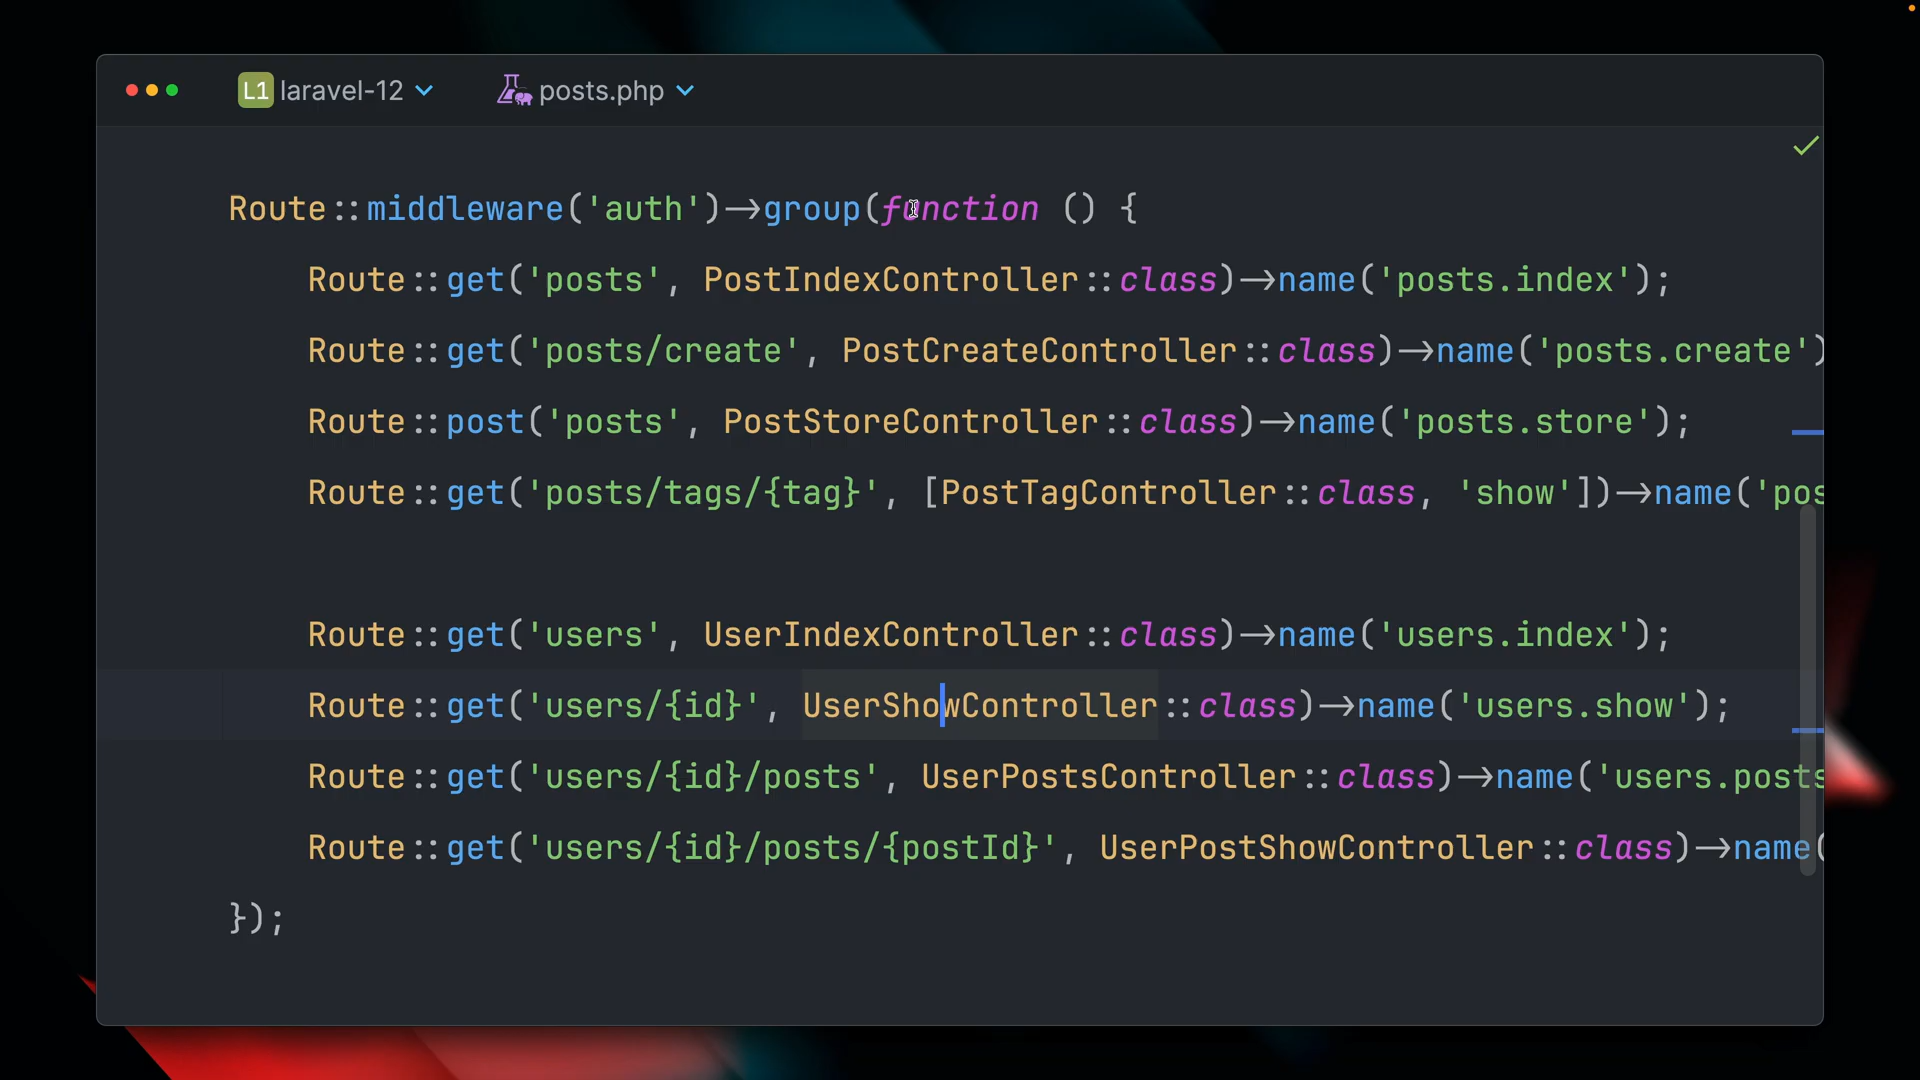 L1 laravel-12 posts.php
Route::middleware('auth')->group(function () {
Route::get('posts', PostIndexController::class)->name('posts.index');
Route::get('posts/create', PostCreateController::class)->name('posts.create')
Route::post('posts', PostStoreController::class)->name('posts.store');
Route::get('posts/tags/{tag}', [PostTagController::class, 'show'])->name('pos
Route::get('users', UserIndexController::class)->name('users.index');
Route::get('users/{id}', UserShowController::class)->name('users.show');
Route::get('users/{id}/posts', UserPostsController::class)->name('users.posts
Route::get('users/{id}/posts/{postId}', UserPostShowController::class)->name(
});